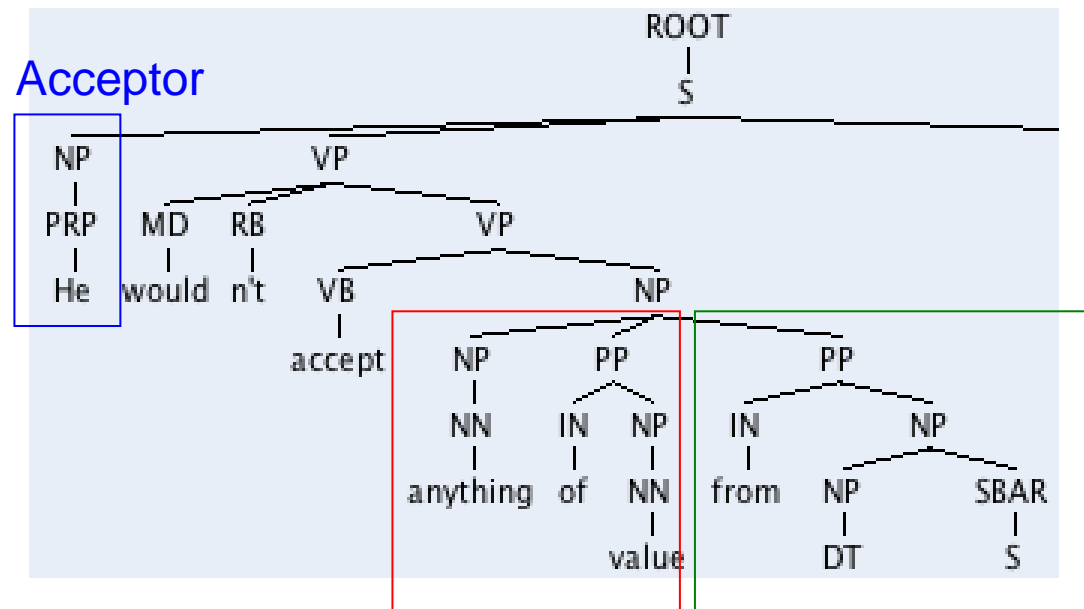 ROOT
Acceptor
S
NP VP
PRP MD RB VP
He would n't VB NP
accept NP PP PP
NN IN NP IN NP
anything of NN from NP SBAR
value DT S